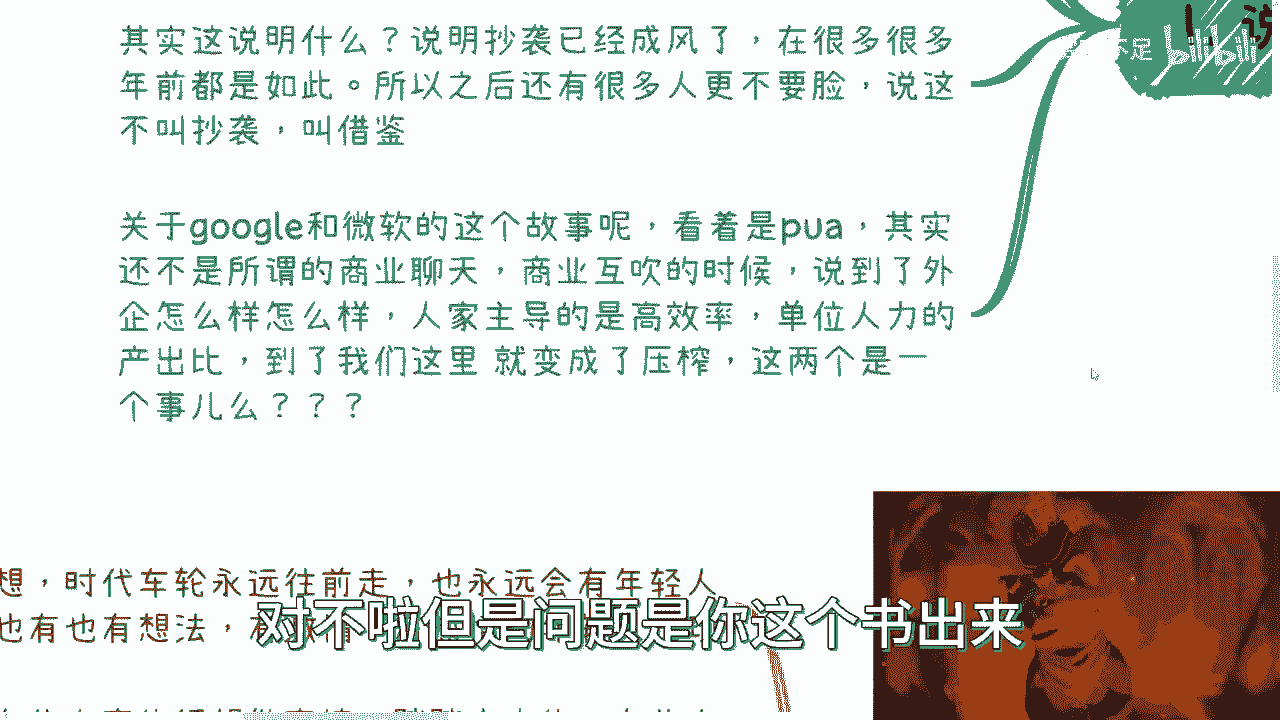 其实这说明什么？说明抄袭已经成风了，在很多很多
年前都是如此。所以之后还有很多人更不要脸，说这
不叫抄袭，叫借鉴
关于google和微软的这个故事呢，看着是pua，其实
还不是所谓的商业聊天，商业互吹的时候，说到了外
企怎么样怎么样，人家主导的是高效率，单位人力的
产出比，到了我们这里 就变成了压榨，这两个是一
个事儿么？？？
1、说
不足 bilibili
想，时代车轮永远往前走，也永远会有年轻人
也有也有想法，有
对不啦但是问题是你这个书出来